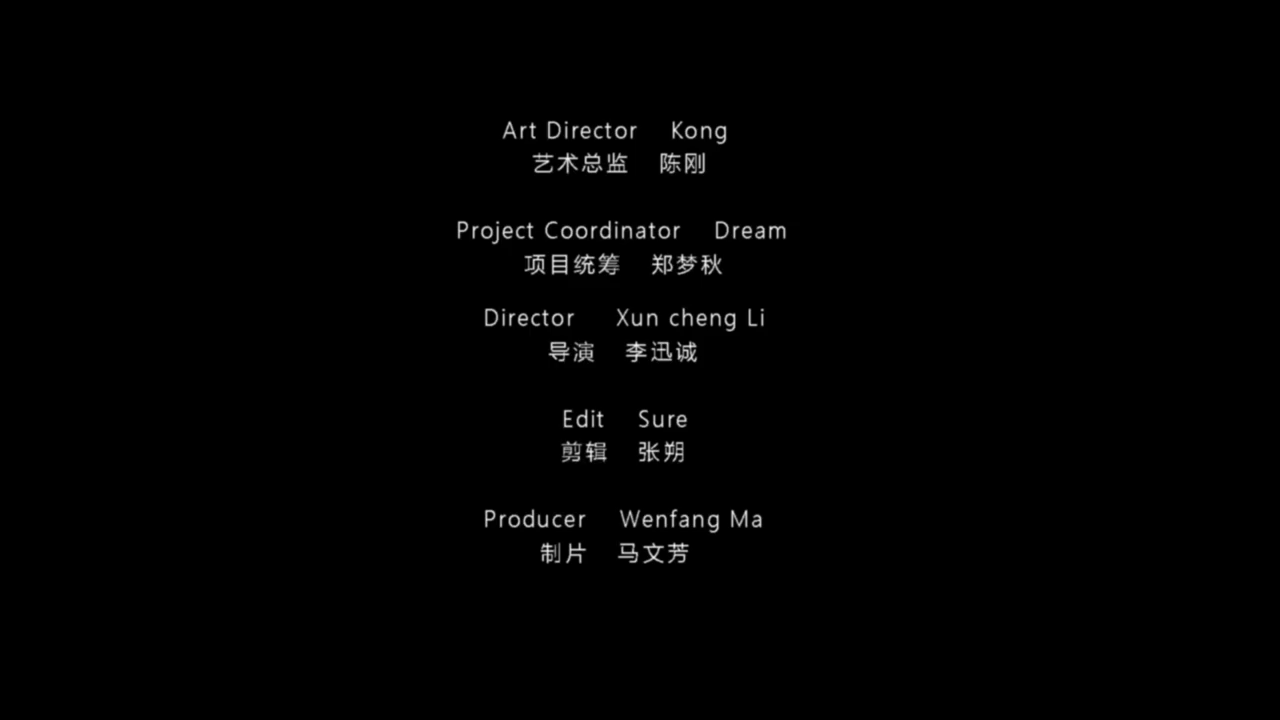 Art Director Kong
艺术总监 陈刚
Project Coordinator Dream
项目统筹 郑梦秋
Director Xun cheng Li
导演 李迅诚
Edit Sure
剪辑 张朔
Producer Wenfang Ma
制片 马文芳